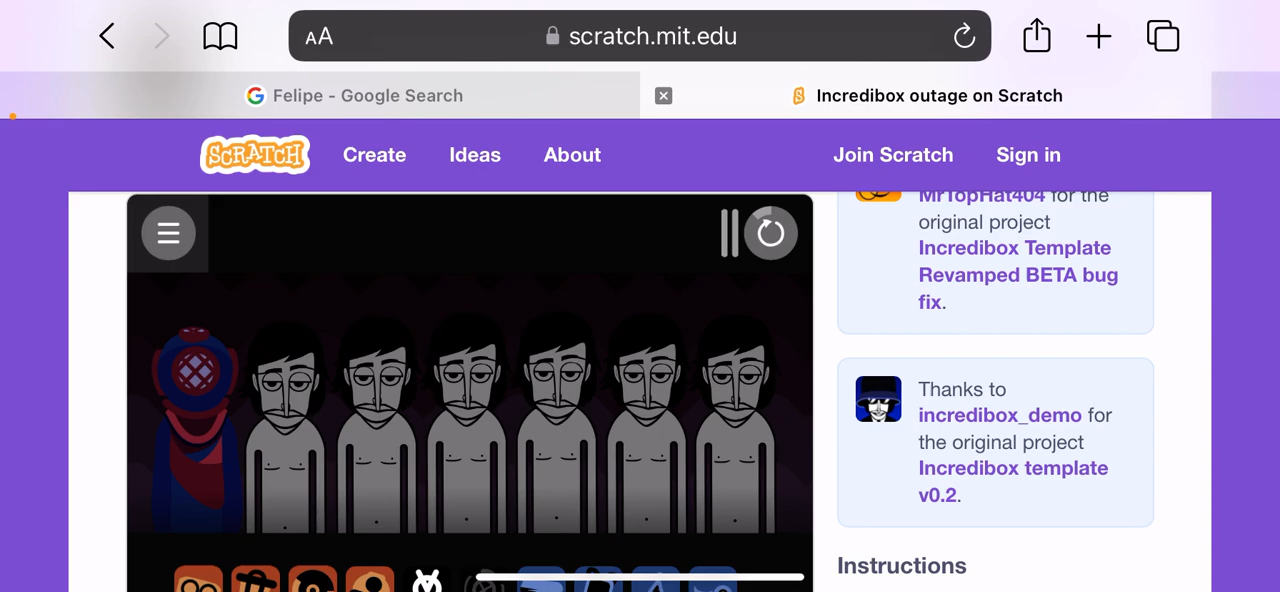 AA scratch.mit.edu
Felipe - Google Search
Incredibox outage on Scratch
SCRATCH Create Ideas About Join Scratch Sign in
MrTopHat404 for the
original project
Incredibox Template
Revamped BETA bug
fix.
Thanks to
incredibox_demo for
the original project
Incredibox template
v0.2.
Instructions